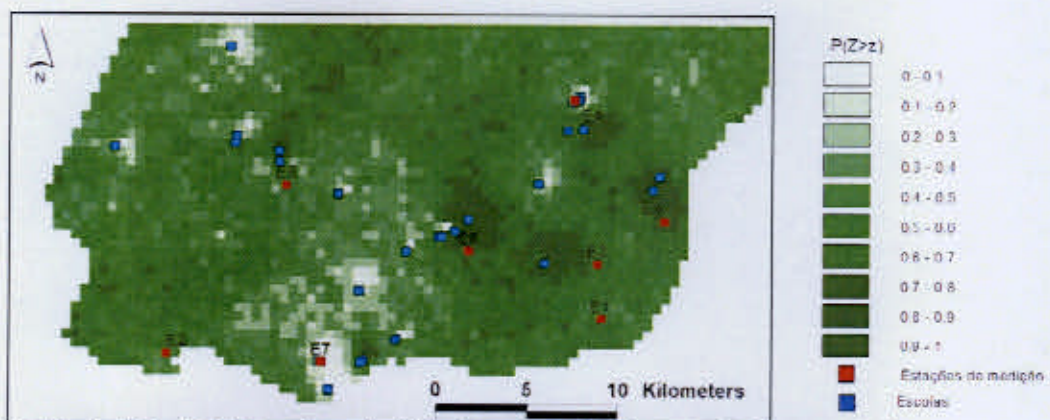 N
E7
0 5 10 Kilometers
P(Z>z)
0 - 0.1
0.1 - 0.2
0.2 - 0.3
0.3 - 0.4
0.4 - 0.5
0.5 - 0.6
0.6 - 0.7
0.7 - 0.8
0.8 - 0.9
0.9 - 1
Estações de medição
Escolas